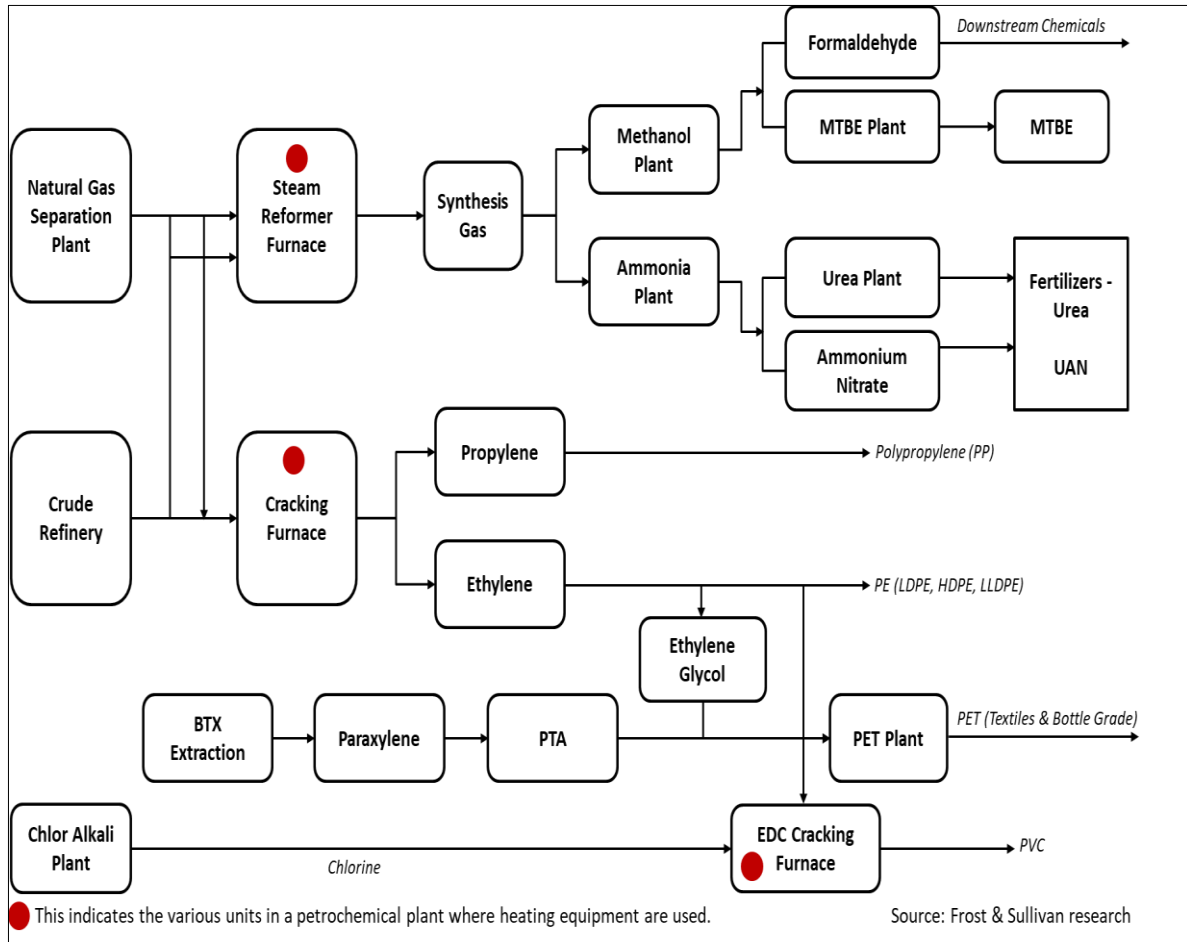 Formaldehyde
Downstream Chemicals
MTBE Plant
MTBE
Methanol
Plant
Natural Gas
Separation
Plant
Steam
Reformer
Furnace
Synthesis
Gas
Ammonia
Plant
Urea Plant
Ammonium
Nitrate
Fertilizers -
Urea
UAN
Crude
Refinery
Cracking
Furnace
Propylene
Polypropylene (PP)
Ethylene
PE (LDPE, HDPE, LLDPE)
Ethylene
Glycol
BTX
Extraction
Paraxylene
PTA
PET Plant
PET (Textiles & Bottle Grade)
Chlor Alkali
Plant
Chlorine
EDC Cracking
Furnace
PVC
This indicates the various units in a petrochemical plant where heating equipment are used.
Source: Frost & Sullivan research